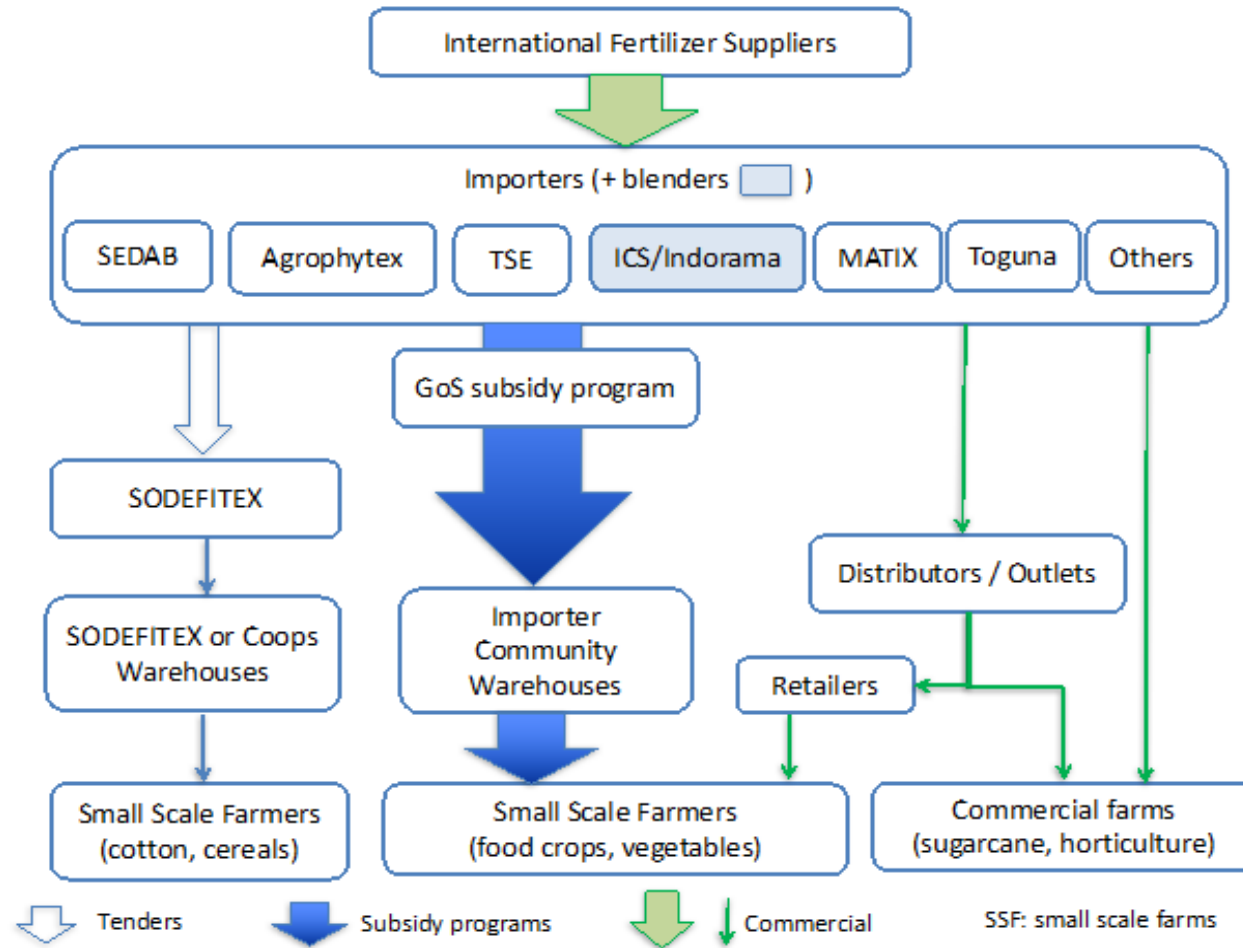 International Fertilizer Suppliers
Importers (+ blenders )
SEDAB
Agrophytex
TSE
ICS/Indorama
MATIX
Toguna
Others
GoS subsidy program
SODEFITEX
Distributors / Outlets
SODEFITEX or Coops
Warehouses
Importer
Community
Warehouses
Retailers
Small Scale Farmers
(cotton, cereals)
Small Scale Farmers
(food crops, vegetables)
Commercial farms
(sugarcane, horticulture)
Tenders
Subsidy programs
Commercial
SSF: small scale farms